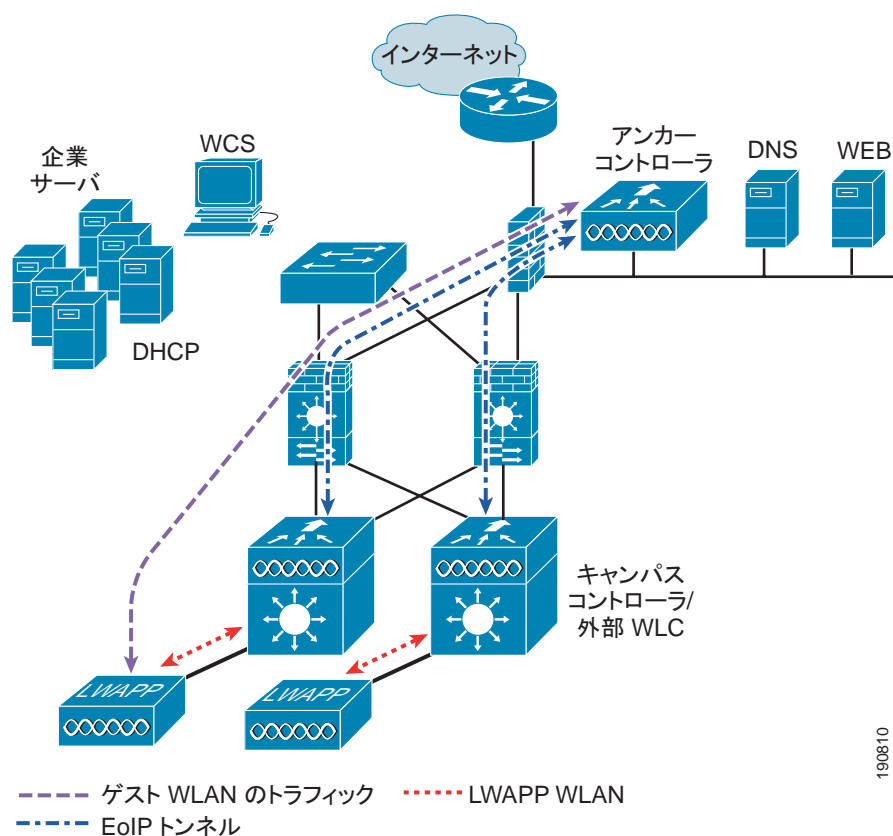 インターネット
アンカー
コントローラ
DNS
WEB
企業
サーバ
WCS
DHCP
キャンパス
コントローラ/
外部 WLC
LWAPP
LWAPP
190810
ゲスト WLAN のトラフィック
LWAPP WLAN
EoIP トンネル